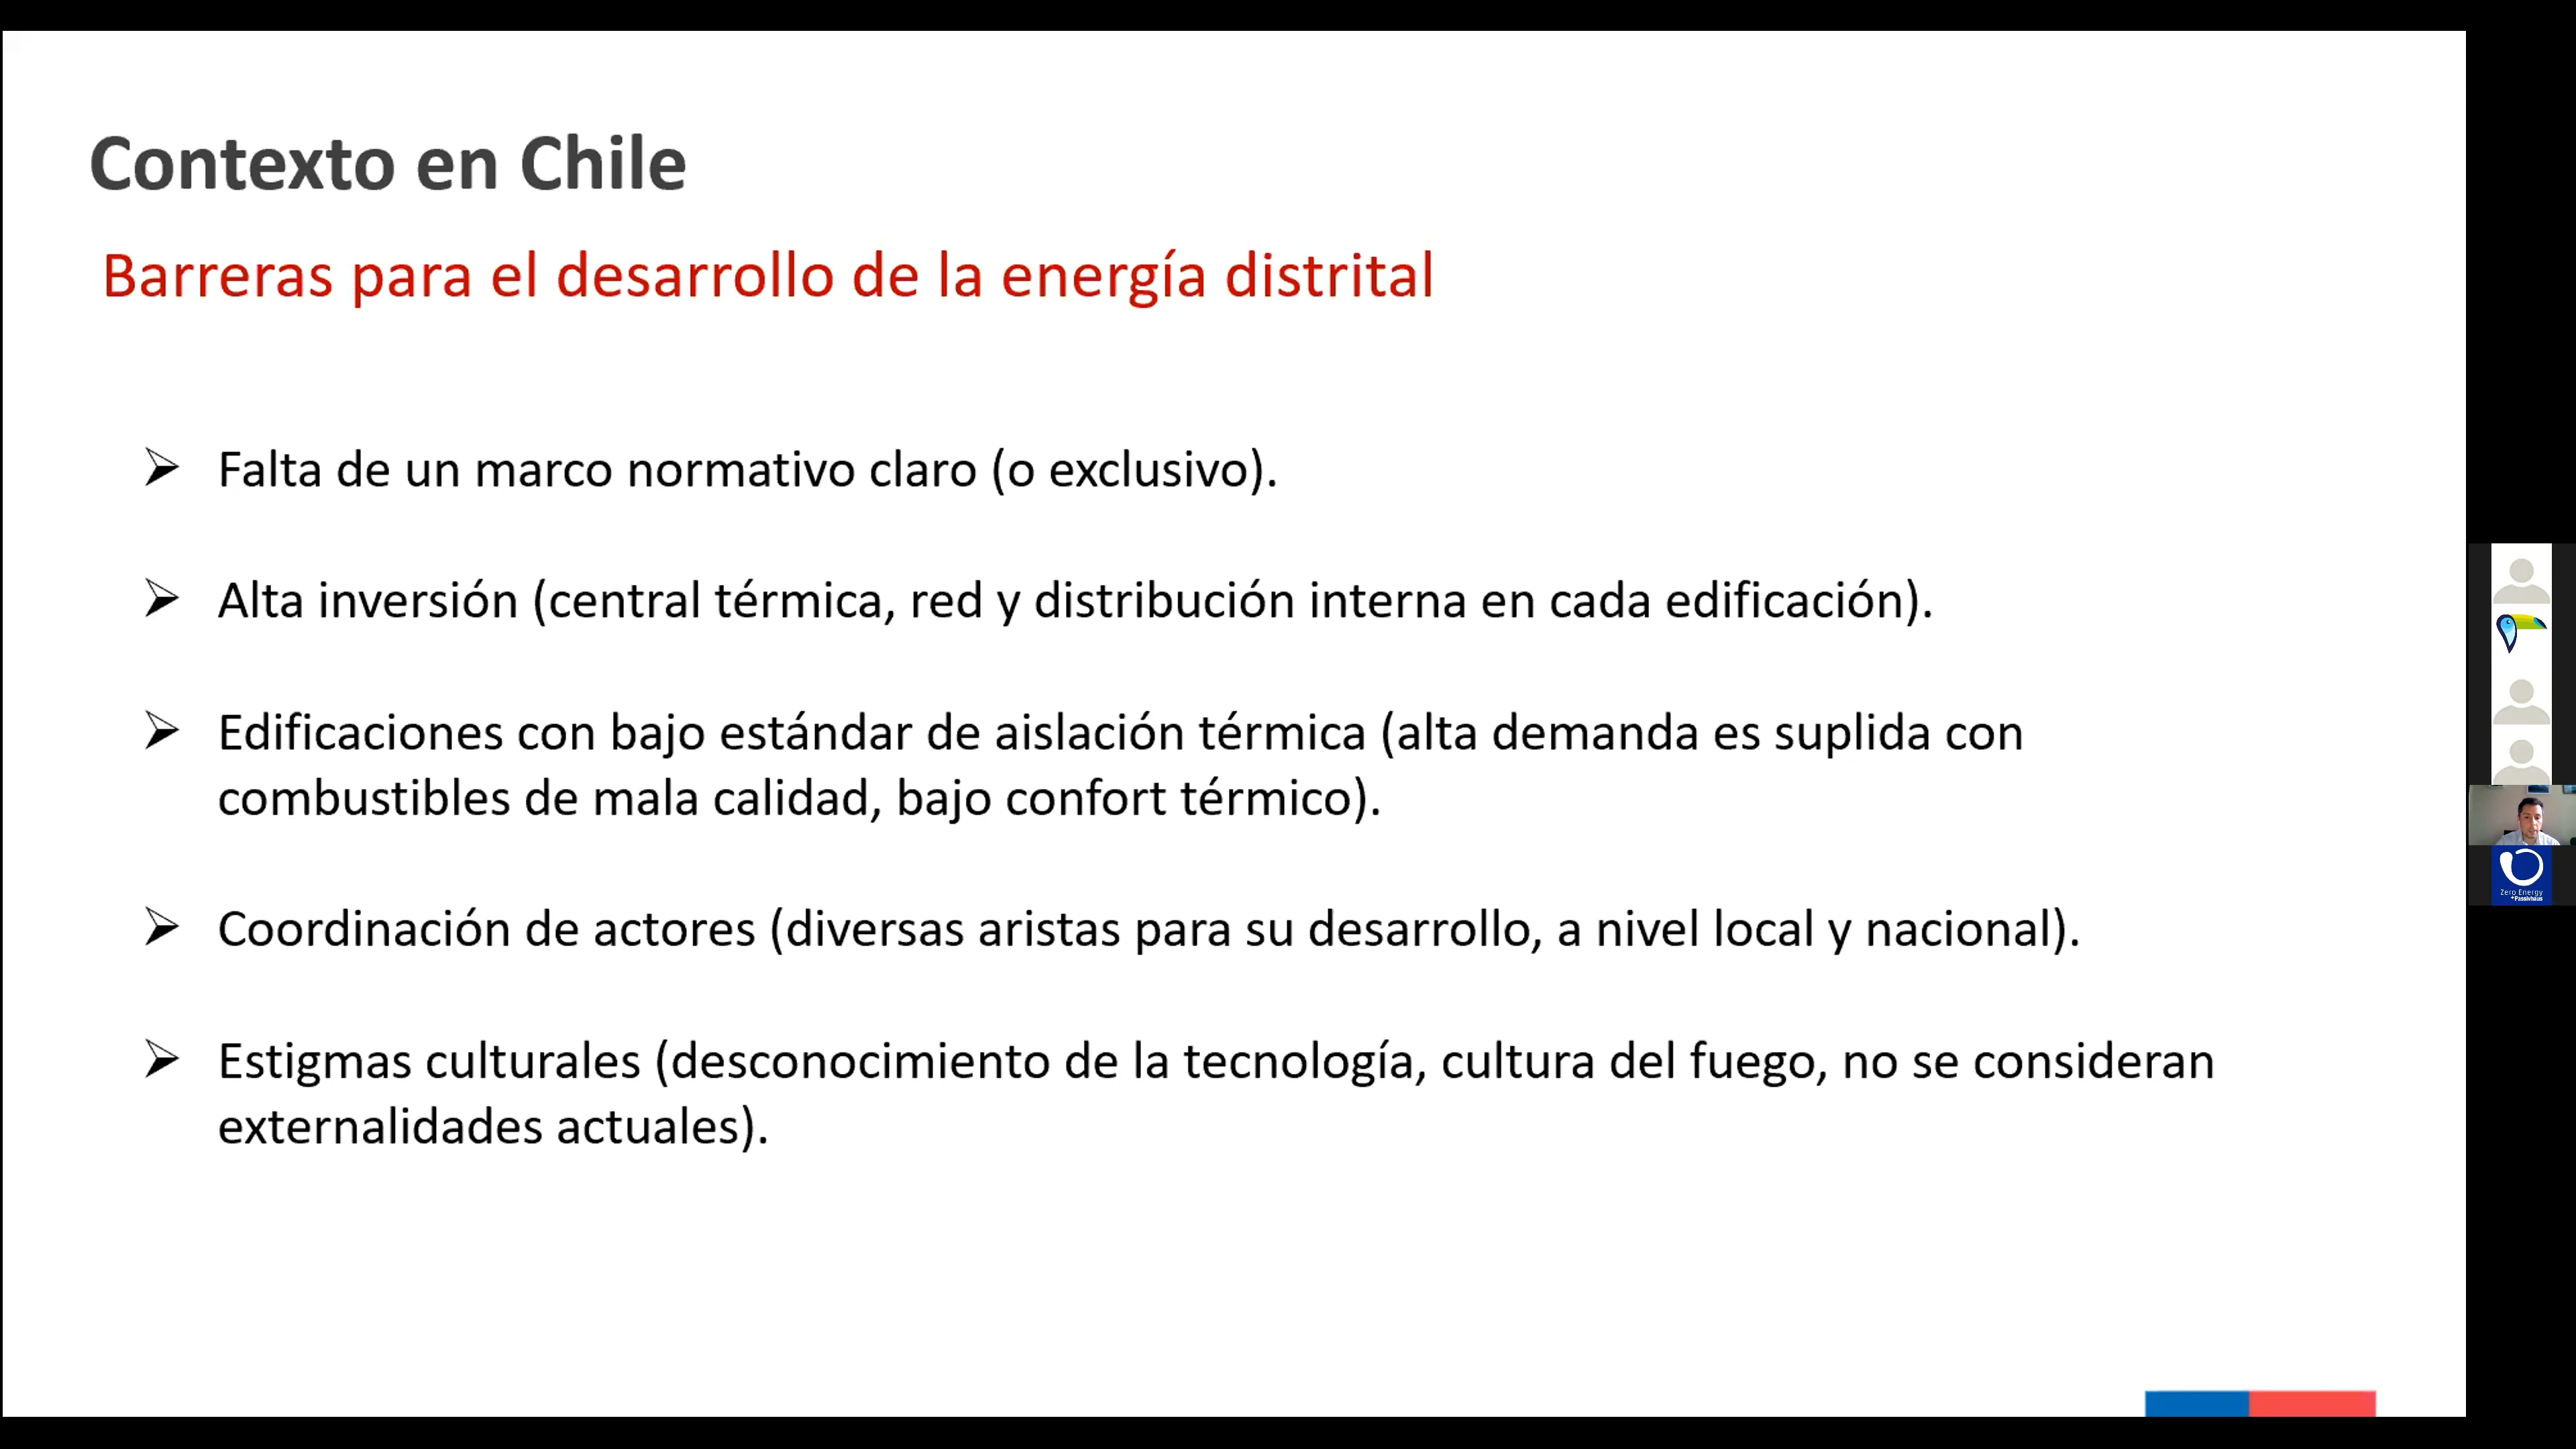 Contexto en Chile
Barreras para el desarrollo de la energía distrital
Falta de un marco normativo claro (o exclusivo).
Alta inversión (central térmica, red y distribución interna en cada edificación).
Edificaciones con bajo estándar de aislación térmica (alta demanda es suplida con
combustibles de mala calidad, bajo confort térmico).
Coordinación de actores (diversas aristas para su desarrollo, a nivel local y nacional).
Estigmas culturales (desconocimiento de la tecnología, cultura del fuego, no se consideran
externalidades actuales).
Zero Energy
+Passivhaus